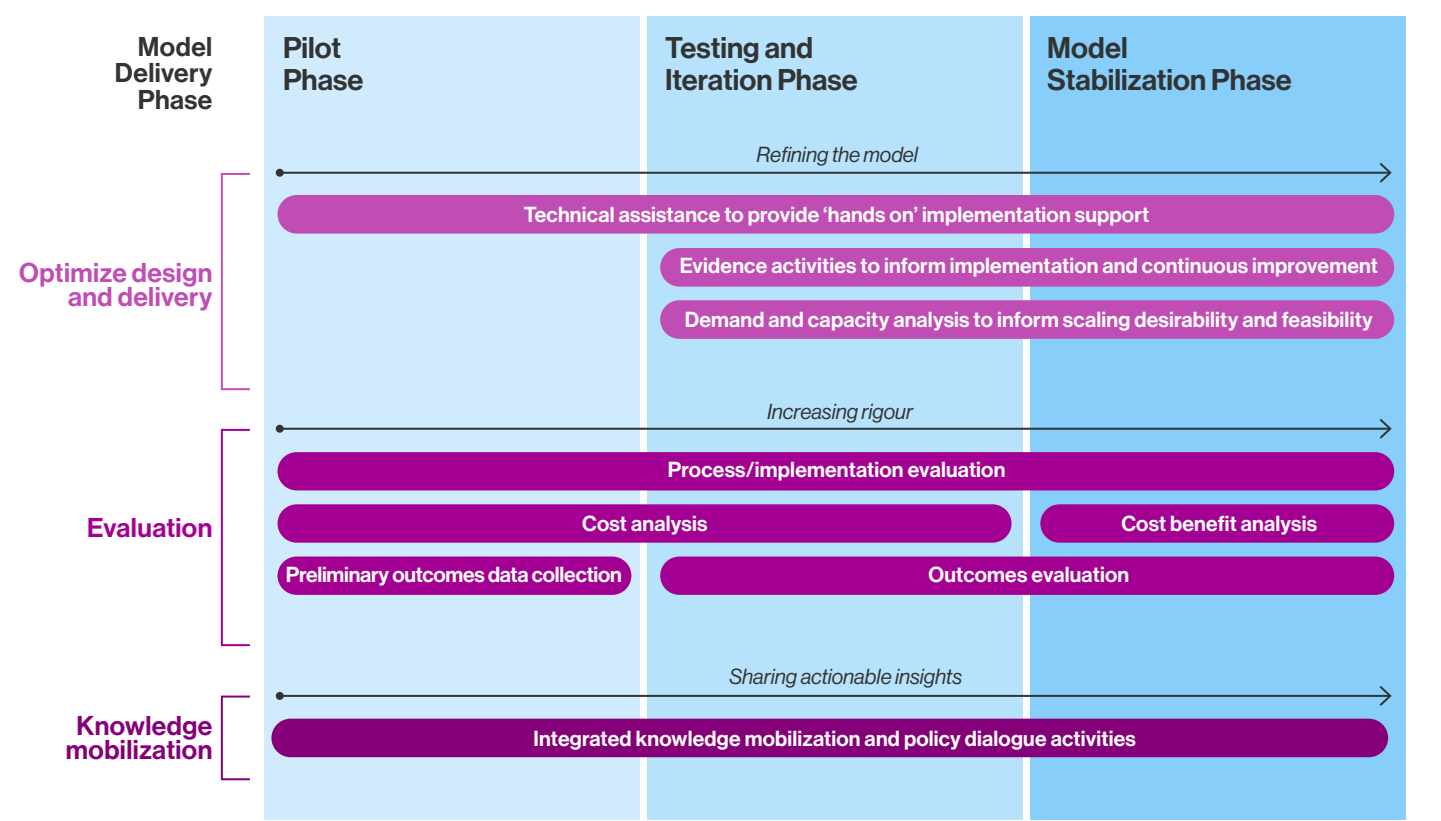 Model
Delivery
Phase
Pilot
Phase
Testing and
Iteration Phase
Model
Stabilization Phase
Refining the model
Optimize design
and delivery
Technical assistance to provide ‘hands on’ implementation support
Evidence activities to inform implementation and continuous improvement
Demand and capacity analysis to inform scaling desirability and feasibility
Increasing rigour
Evaluation
Process/implementation evaluation
Cost analysis
Cost benefit analysis
Preliminary outcomes data collection
Outcomes evaluation
Sharing actionable insights
Knowledge
mobilization
Integrated knowledge mobilization and policy dialogue activities